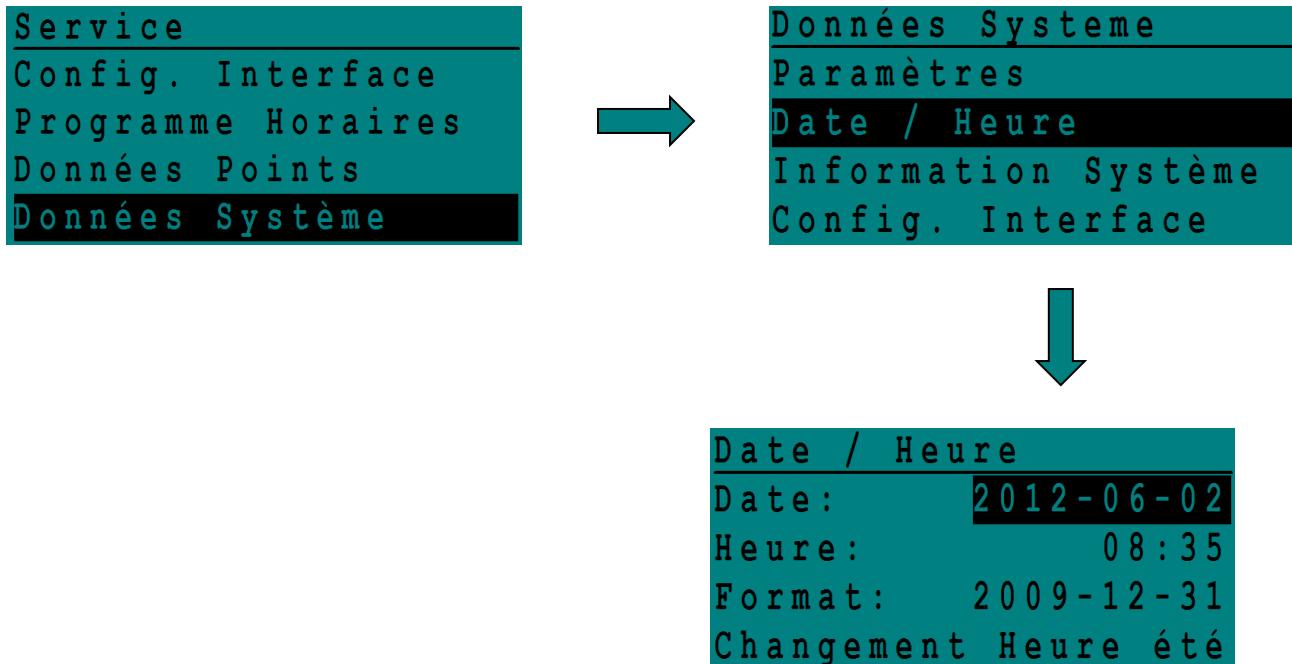 Service
Config. Interface
Programme Horaires
Données Points
Données Système
Données Systeme
Paramètres
Date / Heure
Information Système
Config. Interface
Date / Heure
Date: 2012-06-02
Heure: 08:35
Format: 2009-12-31
Changement Heure été